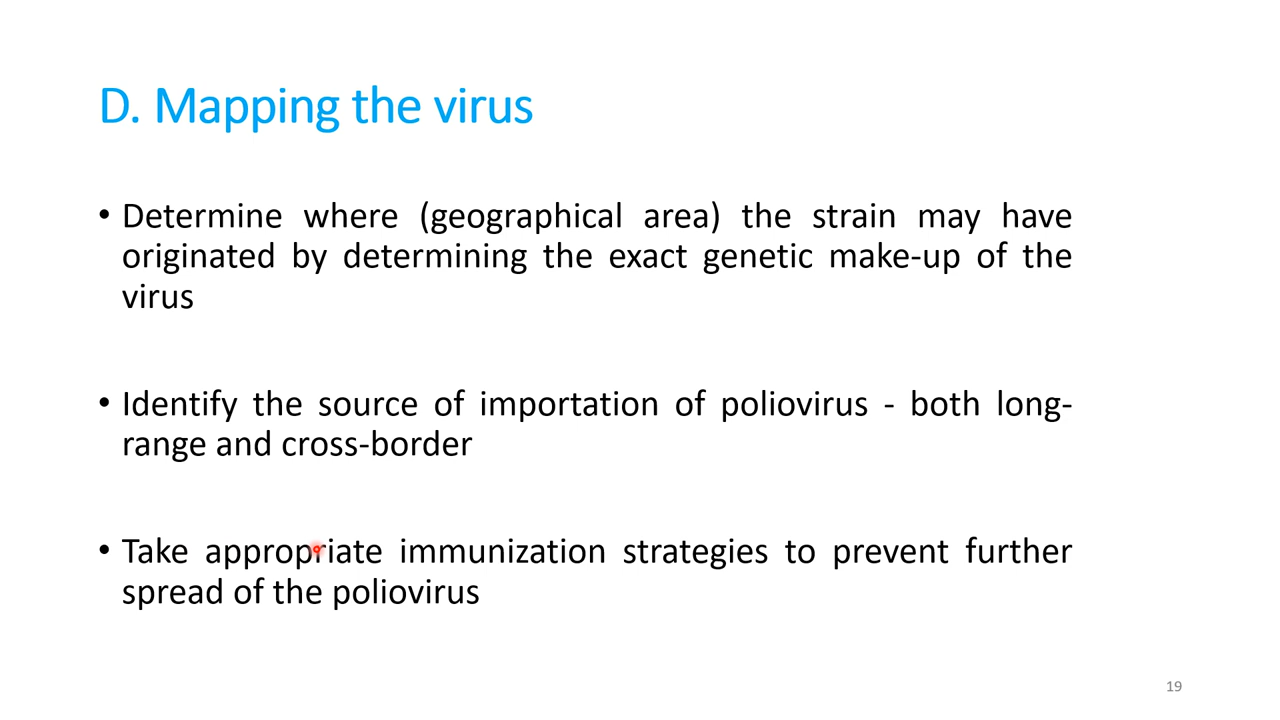 D. Mapping the virus
• Determine where (geographical area) the strain may have
originated by determining the exact genetic make-up of the
virus
• Identify the source of importation of poliovirus - both long-
range and cross-border
• Take appropriate immunization strategies to prevent further
spread of the poliovirus
19